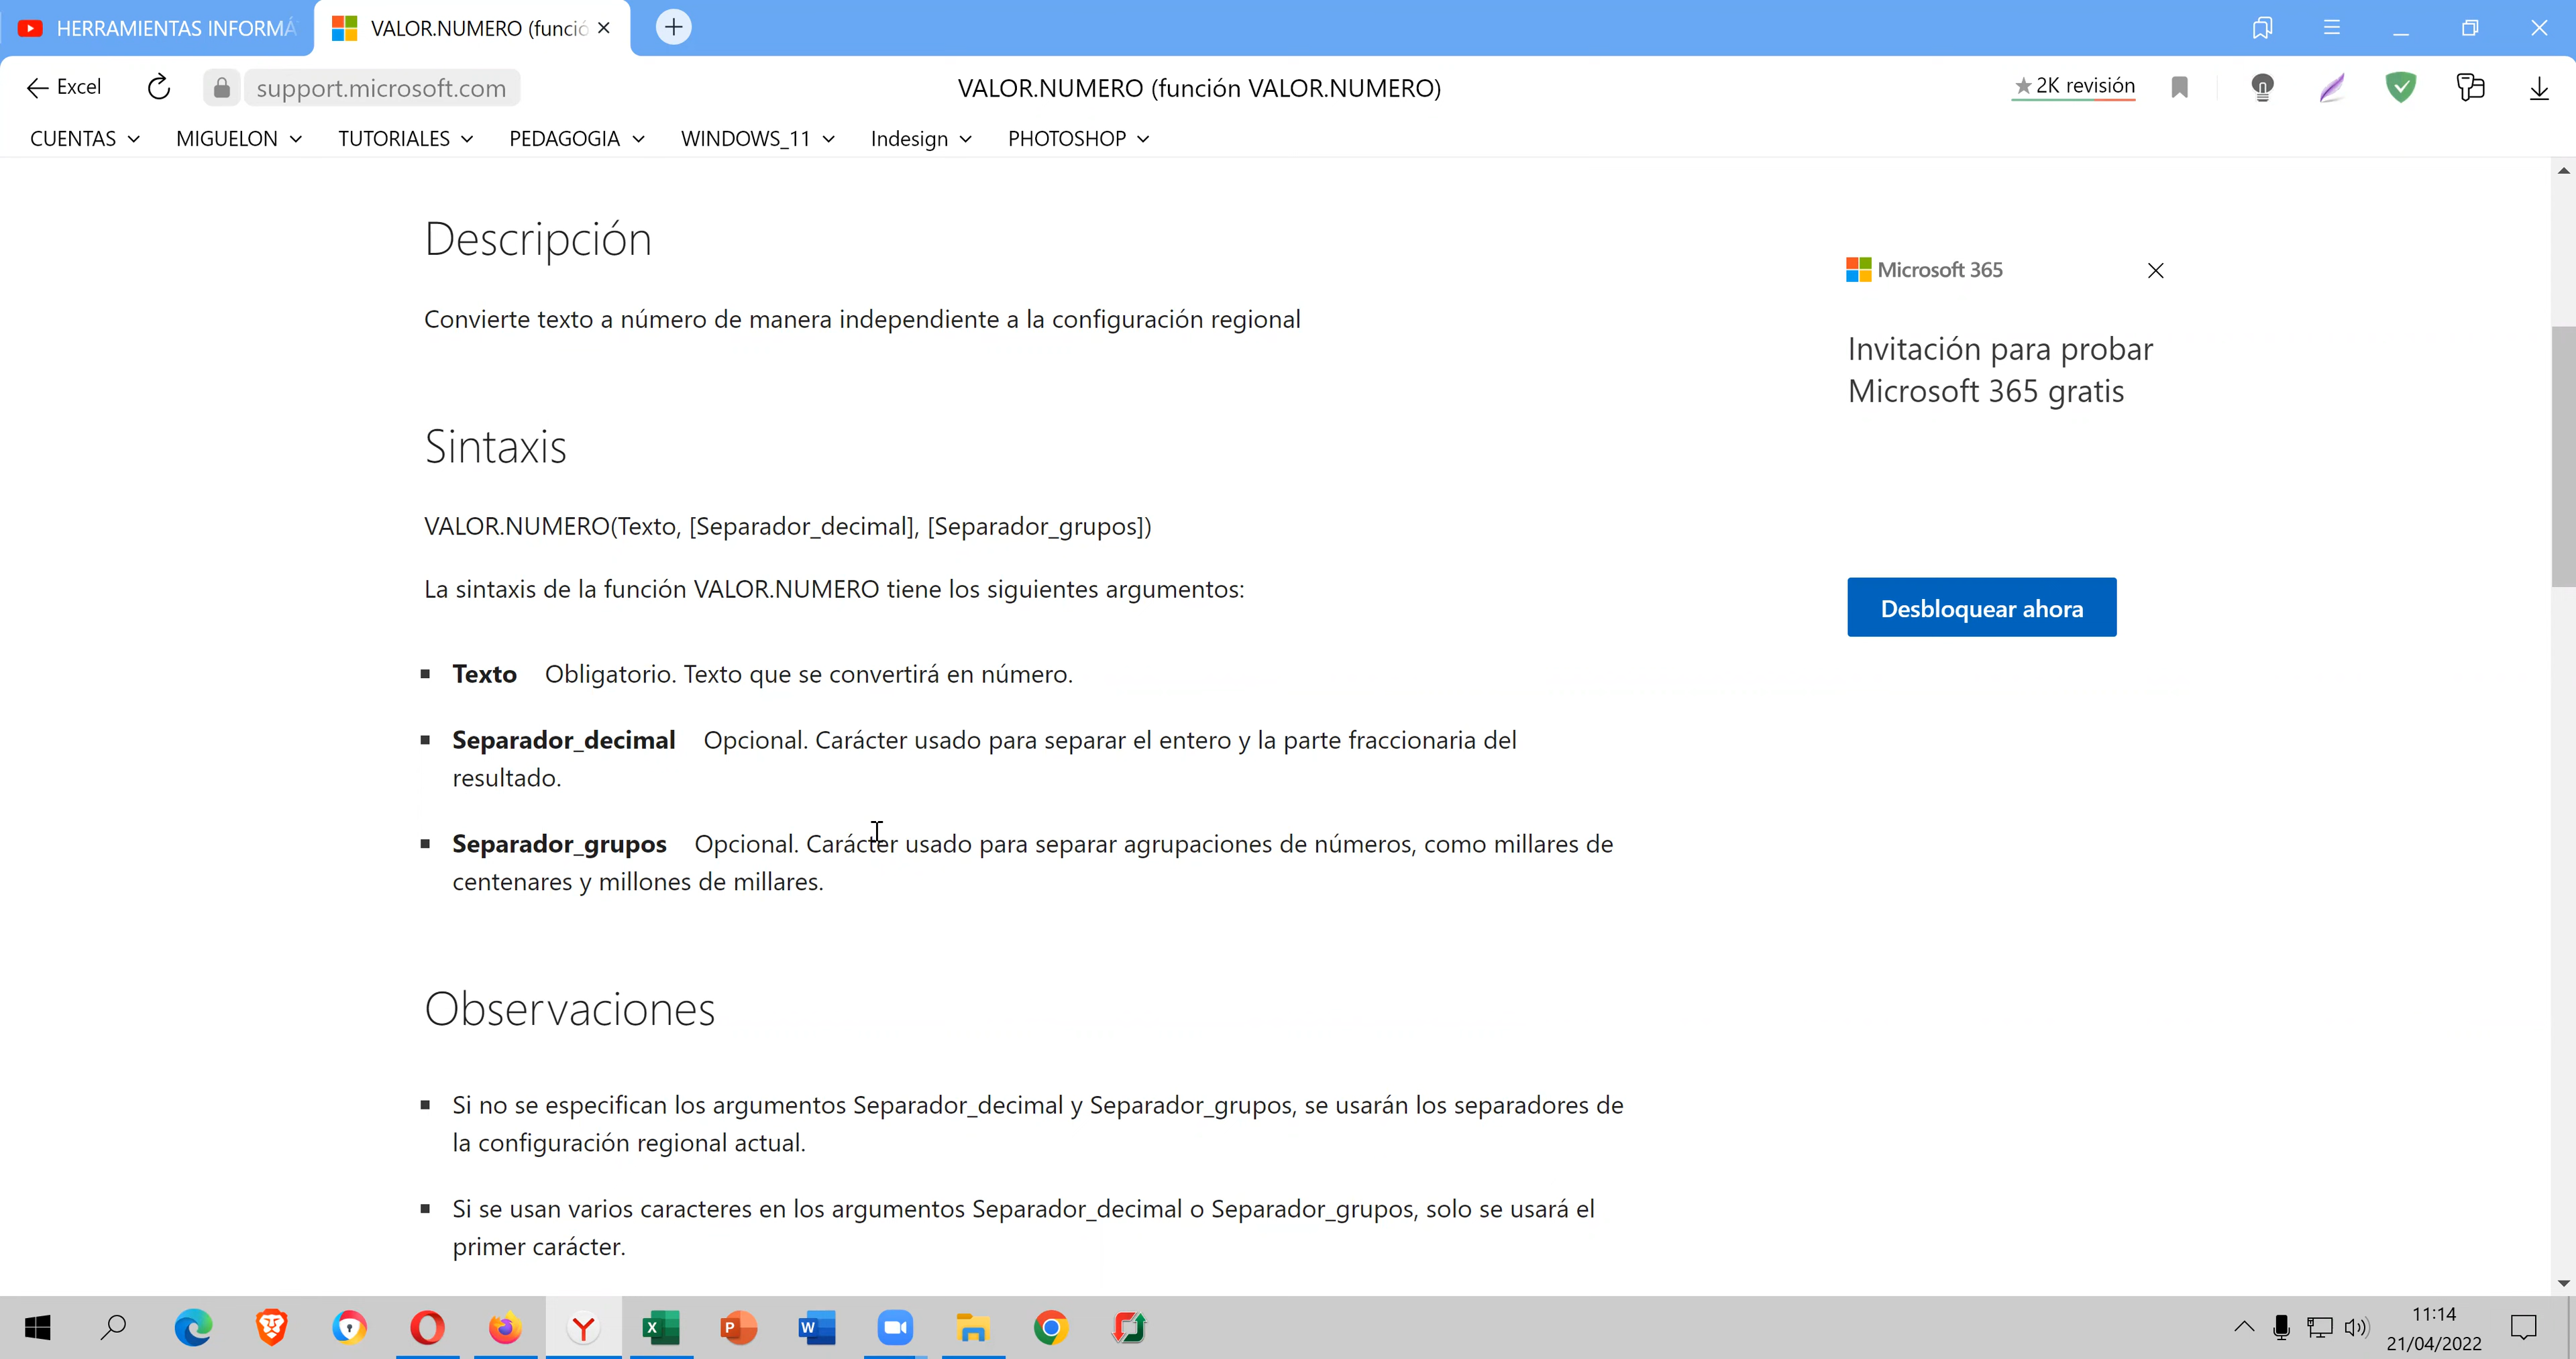 HERRAMIENTAS INFORMÁ
VALOR.NUMERO (funció
Excel
support.microsoft.com
VALOR.NUMERO (función VALOR.NUMERO)
2K revisión
CUENTAS
MIGUELON
TUTORIALES
PEDAGOGIA
WINDOWS_11
Indesign
PHOTOSHOP
Descripción
Convierte texto a número de manera independiente a la configuración regional
Sintaxis
VALOR.NUMERO(Texto, [Separador_decimal], [Separador_grupos])
La sintaxis de la función VALOR.NUMERO tiene los siguientes argumentos:
Texto Obligatorio. Texto que se convertirá en número.
Separador_decimal Opcional. Carácter usado para separar el entero y la parte fraccionaria del
resultado.
Separador_grupos Opcional. Carácter usado para separar agrupaciones de números, como millares de
centenares y millones de millares.
Observaciones
Si no se especifican los argumentos Separador_decimal y Separador_grupos, se usarán los separadores de
la configuración regional actual.
Si se usan varios caracteres en los argumentos Separador_decimal o Separador_grupos, solo se usará el
primer carácter.
Microsoft 365
Invitación para probar
Microsoft 365 gratis
Desbloquear ahora
11:14
21/04/2022